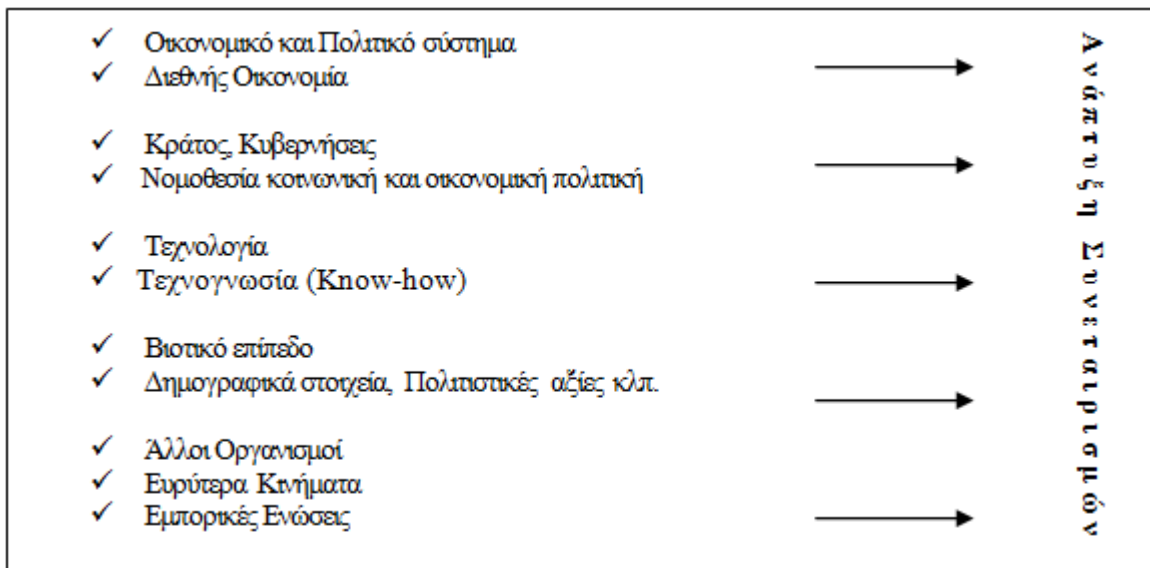 Οικονομικό και Πολιτικό σύστημα
Διεθνής Οικονομία
Κράτος, Κυβερνήσεις
Νομοθεσία κοινωνική και οικονομική πολιτική
Τεχνολογία
Τεχνογνωσία (Know-how)
Βιοτικό επίπεδο
Δημογραφικά στοιχεία, Πολιτιστικές αξίες κλπ.
Άλλοι Οργανισμοί
Ευρύτερα Κινήματα
Εμπορικές Ενώσεις
Ανάπτυξη Συνεταιρισμών